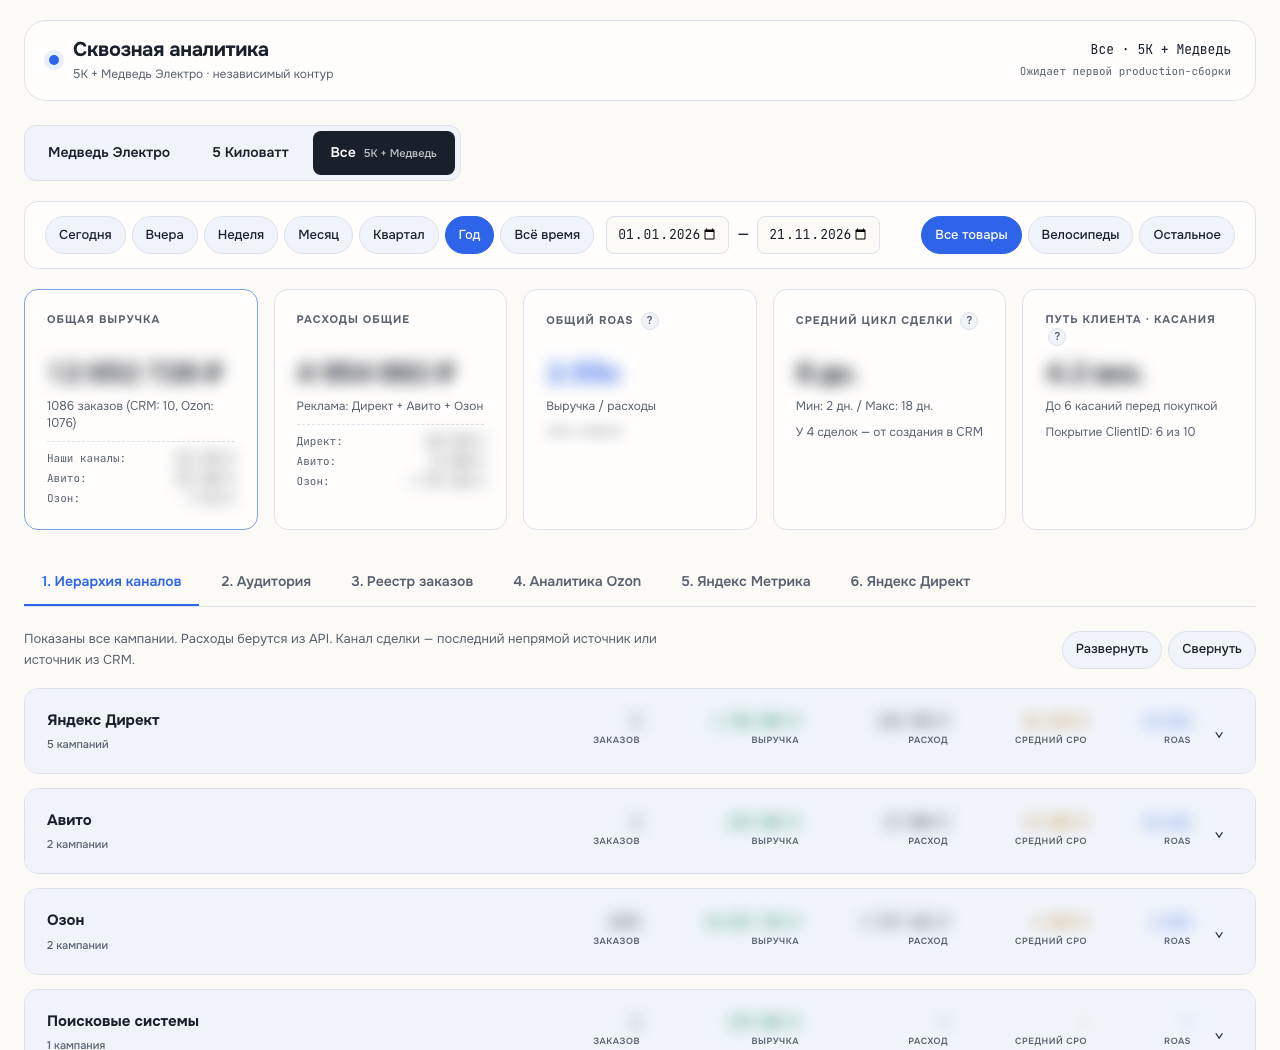 Сквозная аналитика
5К + Медведь Электро · независимый контур
Все · 5К + Медведь
Ожидает первой production-сборки
Медведь Электро
5 Киловатт
Все 5К + Медведь
Сегодня
Вчера
Неделя
Месяц
Квартал
Год
Всё время
01.01.2026 — 21.11.2026
Все товары
Велосипеды
Остальное
ОБЩАЯ ВЫРУЧКА
1086 заказов (CRM: 10, Ozon:
1076)
Наши каналы:
Авито:
Озон:
РАСХОДЫ ОБЩИЕ
Реклама: Директ + Авито + Озон
Директ:
Авито:
Озон:
ОБЩИЙ ROAS ?
Выручка / расходы
СРЕДНИЙ ЦИКЛ СДЕЛКИ ?
Мин: 2 дн. / Макс: 18 дн.
У 4 сделок — от создания в CRM
ПУТЬ КЛИЕНТА · КАСАНИЯ
?
До 6 касаний перед покупкой
Покрытие ClientID: 6 из 10
1. Иерархия каналов
2. Аудитория
3. Реестр заказов
4. Аналитика Ozon
5. Яндекс Метрика
6. Яндекс Директ
Показаны все кампании. Расходы берутся из API. Канал сделки — последний непрямой источник или
источник из CRM.
Развернуть
Свернуть
Яндекс Директ
5 кампаний
ЗАКАЗОВ
ВЫРУЧКА
РАСХОД
СРЕДНИЙ CPO
ROAS
Авито
2 кампании
ЗАКАЗОВ
ВЫРУЧКА
РАСХОД
СРЕДНИЙ CPO
ROAS
Озон
2 кампании
ЗАКАЗОВ
ВЫРУЧКА
РАСХОД
СРЕДНИЙ CPO
ROAS
Поисковые системы
1 кампания
ЗАКАЗОВ
ВЫРУЧКА
РАСХОД
СРЕДНИЙ CPO
ROAS